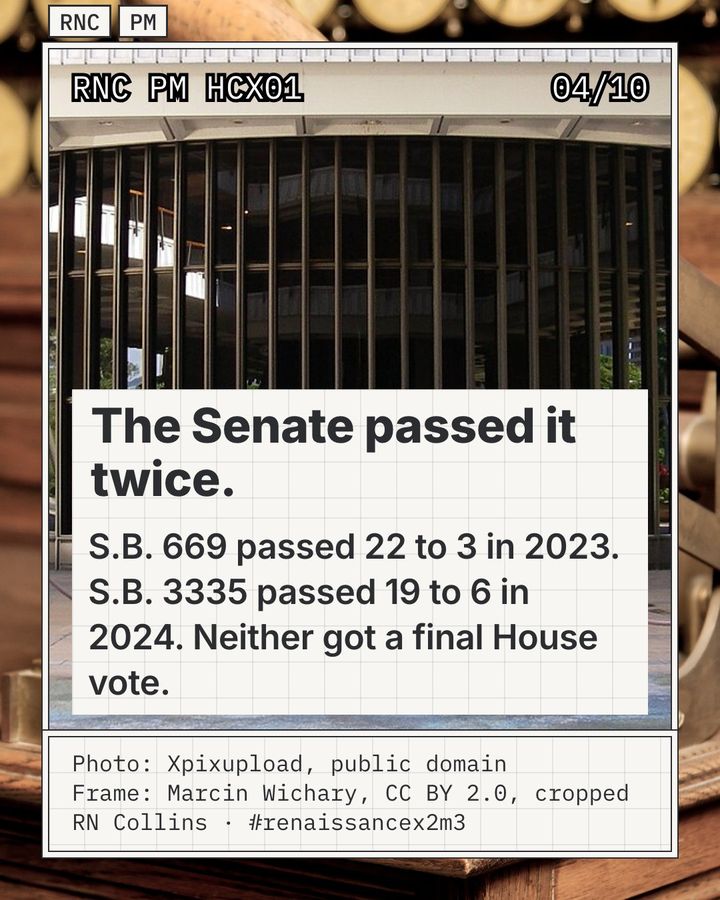 RNC PM
RNC PM HCX01 04/10
The Senate passed it
twice.
S.B. 669 passed 22 to 3 in 2023.
S.B. 3335 passed 19 to 6 in
2024. Neither got a final House
vote.
Photo: Xpixupload, public domain
Frame: Marcin Wichary, CC BY 2.0, cropped
RN Collins · #renaissancex2m3